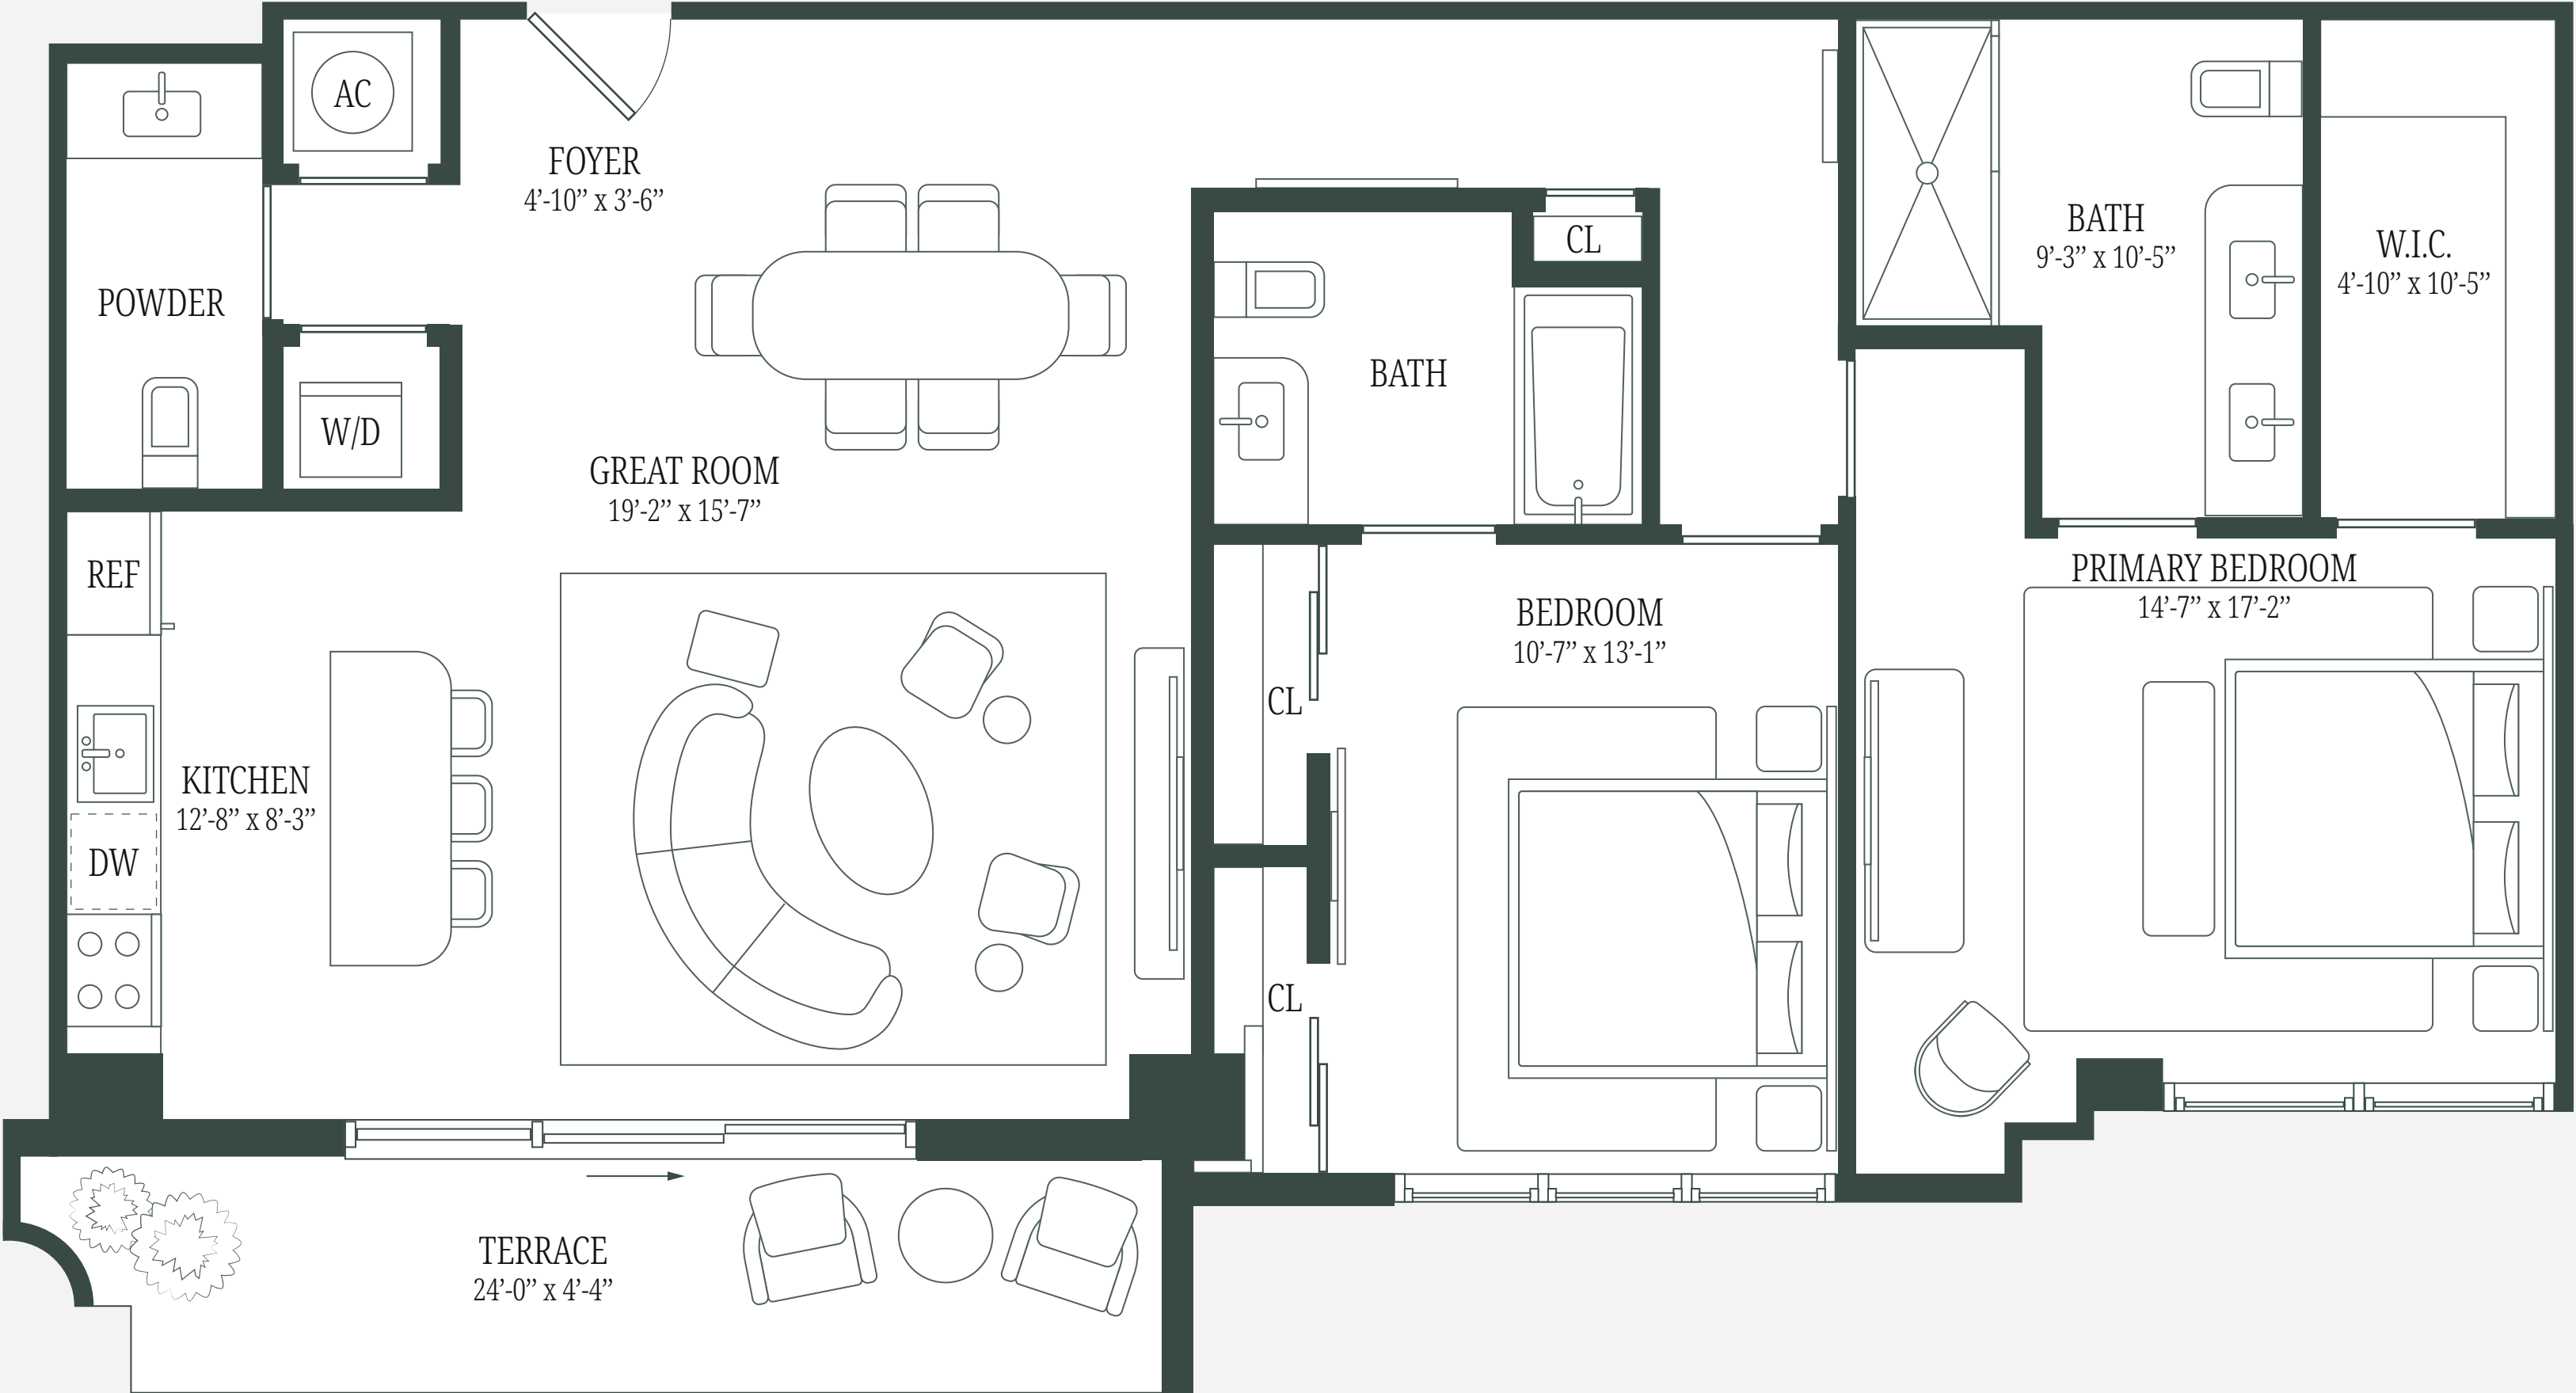 AC
FOYER
4’-10” x 3’-6”
POWDER
W/D
GREAT ROOM
19’-2” x 15’-7”
REF
KITCHEN
12’-8” x 8’-3”
DW
TERRACE
24’-0” x 4’-4”
CL
BATH
BEDROOM
10’-7” x 13’-1”
CL
CL
BATH
9’-3” x 10’-5”
W.I.C.
4’-10” x 10’-5”
PRIMARY BEDROOM
14’-7” x 17’-2”